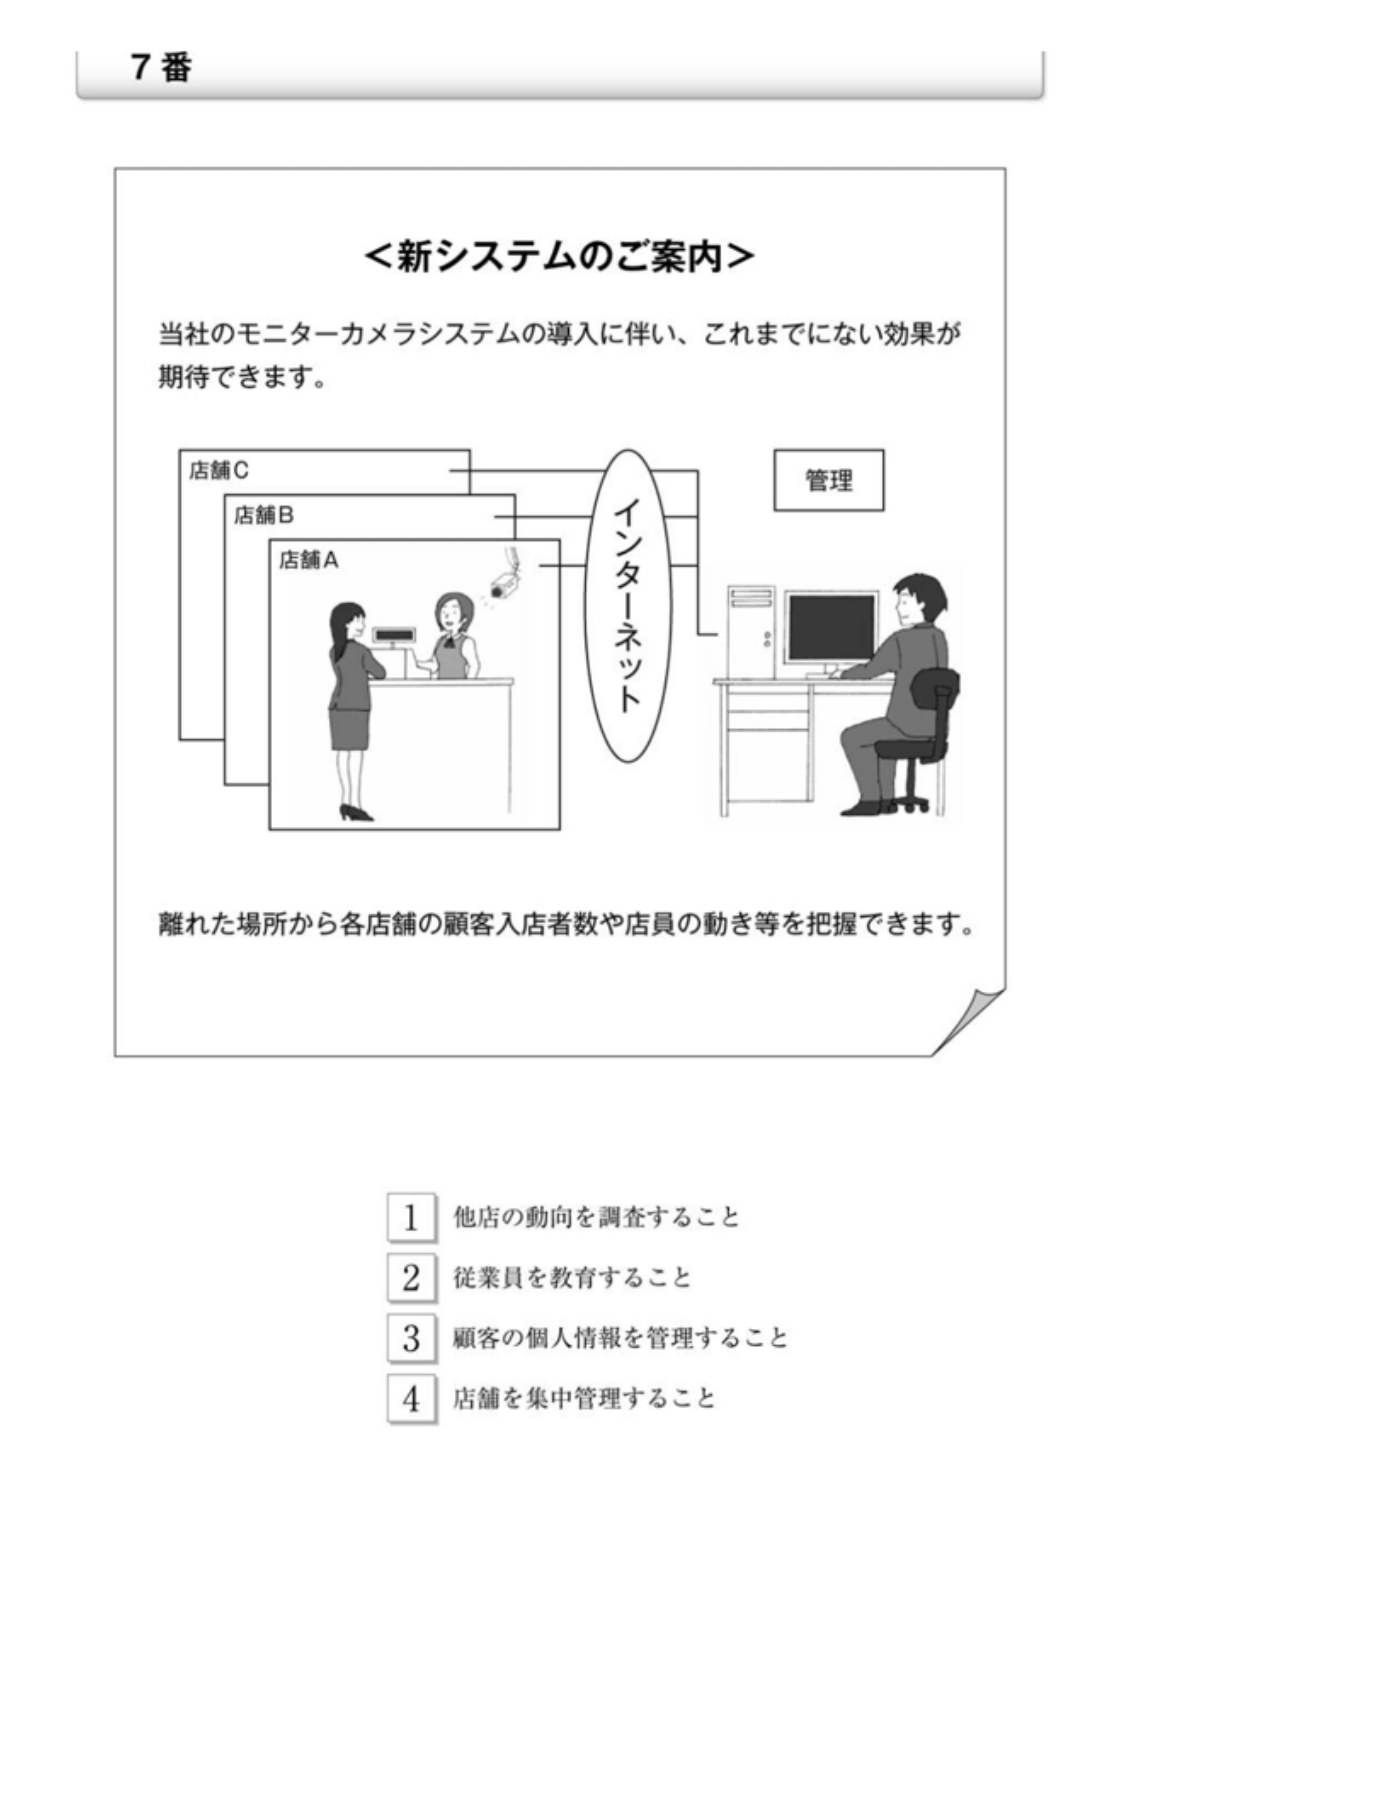 7番
＜新システムのご案内＞
当社のモニターカメラシステムの導入に伴い、これまでにない効果が
期待できます。
店舗C
店舗B
店舗A
インターネット
管理
離れた場所から各店舗の顧客入店者数や店員の動き等を把握できます。
1 他店の動向を調査すること
2 従業員を教育すること
3 顧客の個人情報を管理すること
4 店舗を集中管理すること